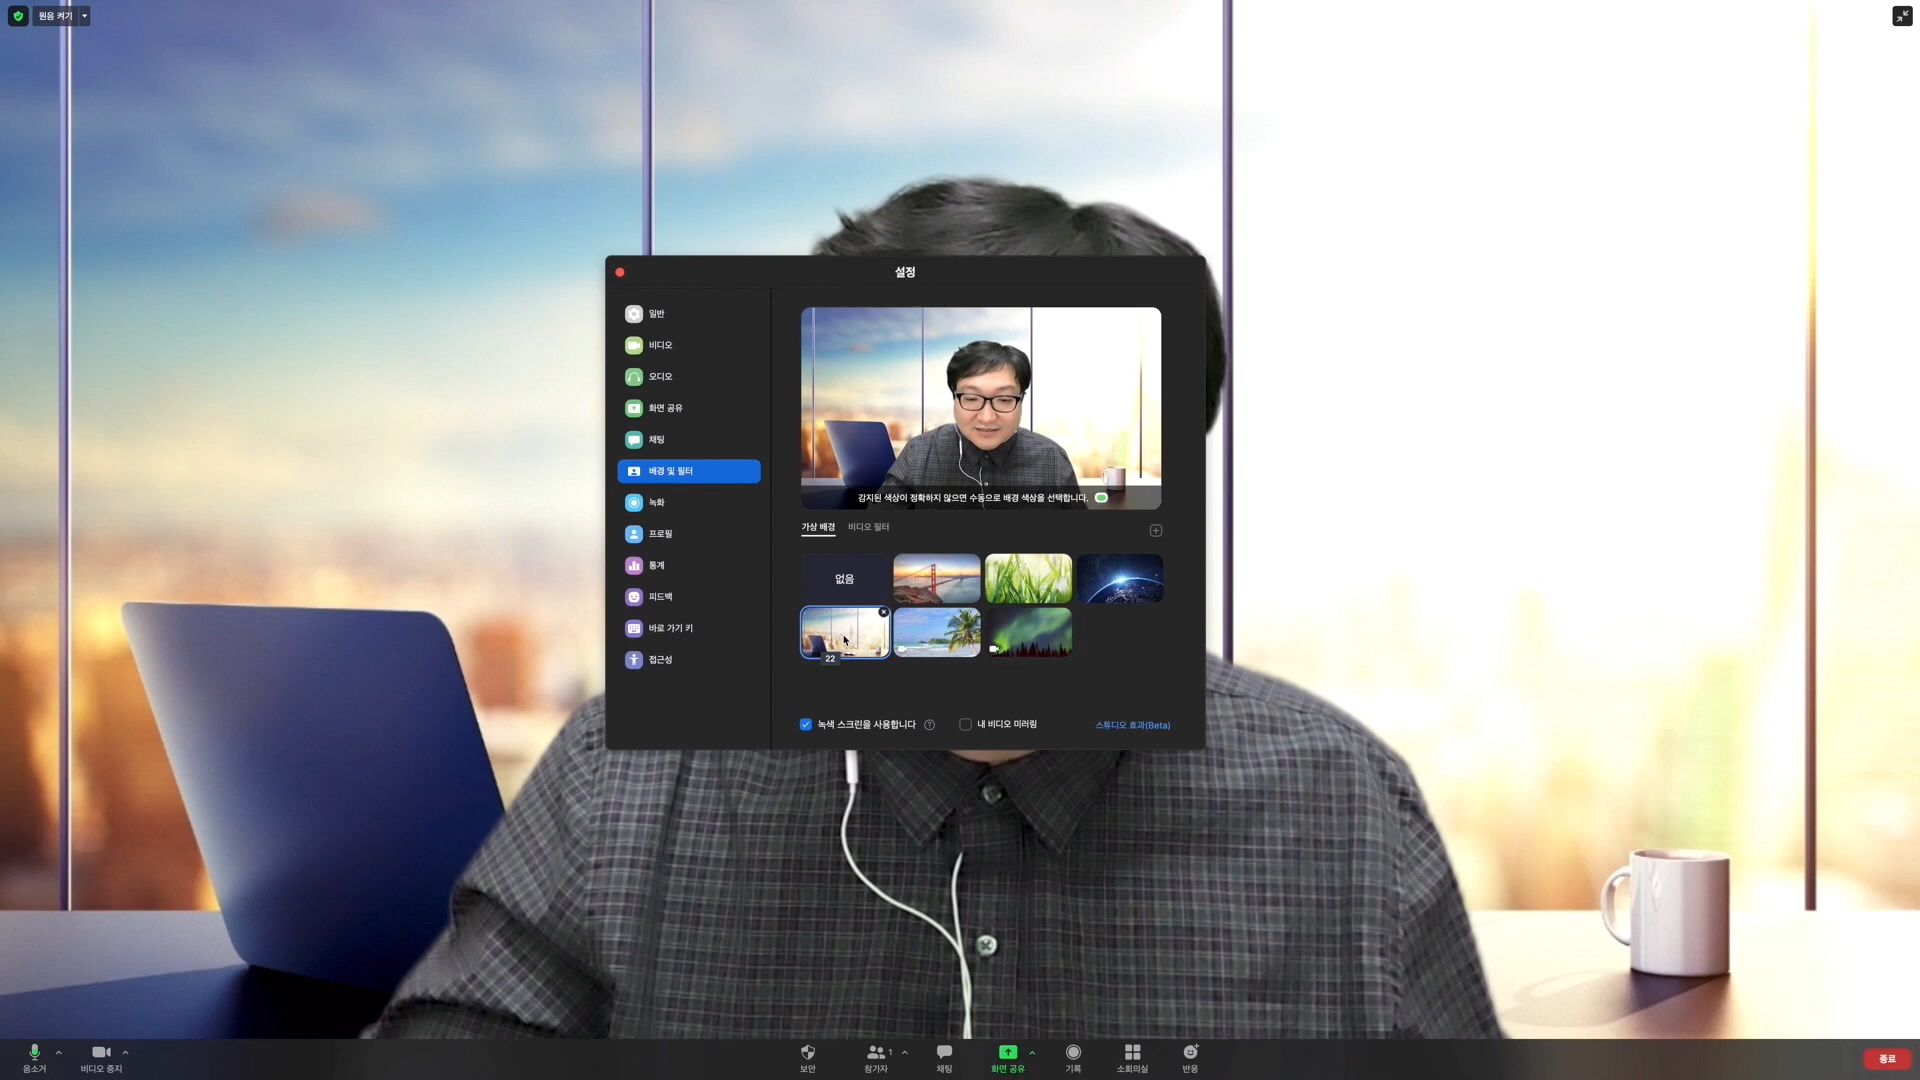 원음 켜기
설정
일반
비디오
오디오
화면 공유
채팅
배경 및 필터
녹화
프로필
통계
피드백
바로 가기 키
접근성
감지된 색상이 정확하지 않으면 수동으로 배경 색상을 선택합니다.
가상 배경 비디오 필터
없음
22
녹색 스크린을 사용합니다 ? 내 비디오 미러링 스튜디오 효과(Beta)
음소거 비디오 중지 보안 참가자 1 채팅 화면 공유 기록 소회의실 반응 종료